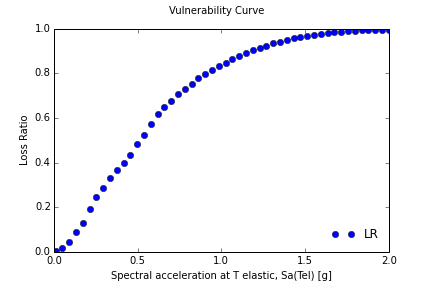 Vulnerability Curve
1.0
0.8
0.6
0.4
0.2
0.0
Loss Ratio
LR
0.0 0.5 1.0 1.5 2.0
Spectral acceleration at T elastic, Sa(Tel) [g]